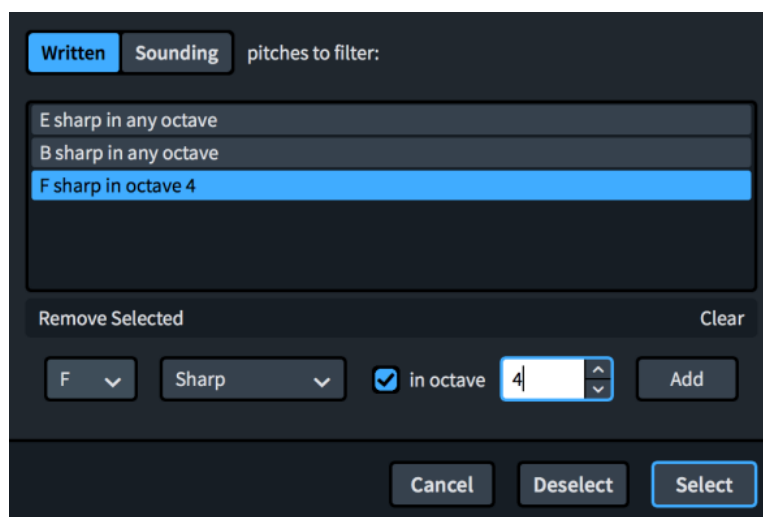 Written Sounding pitches to filter:
E sharp in any octave
B sharp in any octave
F sharp in octave 4
Remove Selected Clear
F Sharp in octave 4 Add
Cancel Deselect Select